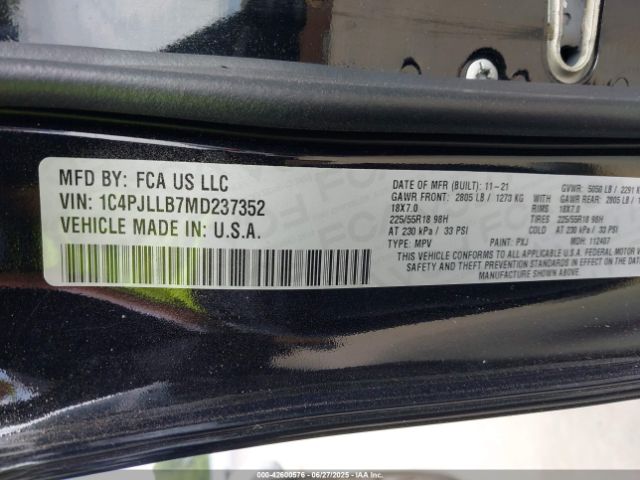 MFD BY: FCA US LLC
VIN: 1C4PJLLB7MD237352
VEHICLE MADE IN: U.S.A.
DATE OF MFR (BUILT): 11-21 GVWR: 5050 LB / 2291
GAWR FRONT: 2805 LB / 1273 KG WITH GAWR REAR: 2805 LB /
18X7.0 RIMS 18X7.0
225/55R18 98H TIRES 225/55R18 98H
AT 230 kPa / 33 PSI COLD AT 230 kPa / 33 PSI
TYPE: MPV PAINT: PXJ MDH: 112407
THIS VEHICLE CONFORMS TO ALL APPLICABLE U.S.A. FEDERAL MOTOR
SAFETY AND THEFT PREVENTION STANDARDS IN EFFECT ON THE DATE OF
MANUFACTURE SHOWN ABOVE.
000-42600576 • 06/27/2025 • IAAI.COM